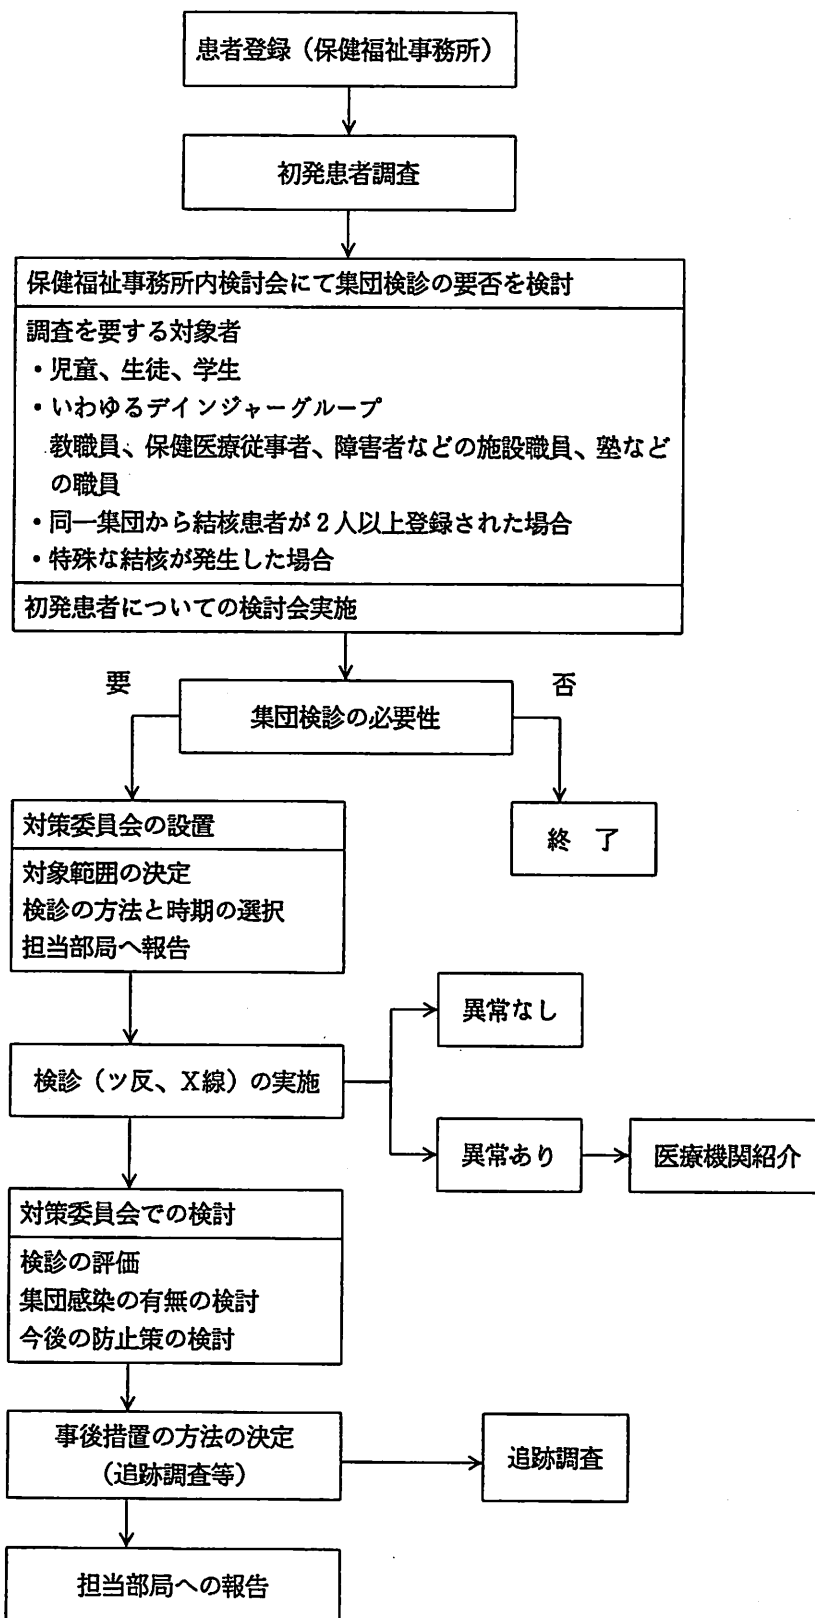 患者登録(保健福祉事務所)
初発患者調査
保健福祉事務所内検討会にて集団検診の要否を検討
調査を要する対象者
・児童、生徒、学生
・いわゆるデインジャーグループ
教職員、保健医療従事者、障害者などの施設職員、塾など
の職員
・同一集団から結核患者が2人以上登録された場合
・特殊な結核が発生した場合
初発患者についての検討会実施
要
否
集団検診の必要性
対策委員会の設置
対象範囲の決定
検診の方法と時期の選択
担当部局へ報告
終 了
異常なし
検診(ツ反、X線)の実施
異常あり
医療機関紹介
対策委員会での検討
検診の評価
集団感染の有無の検討
今後の防止策の検討
事後措置の方法の決定
(追跡調査等)
追跡調査
担当部局への報告